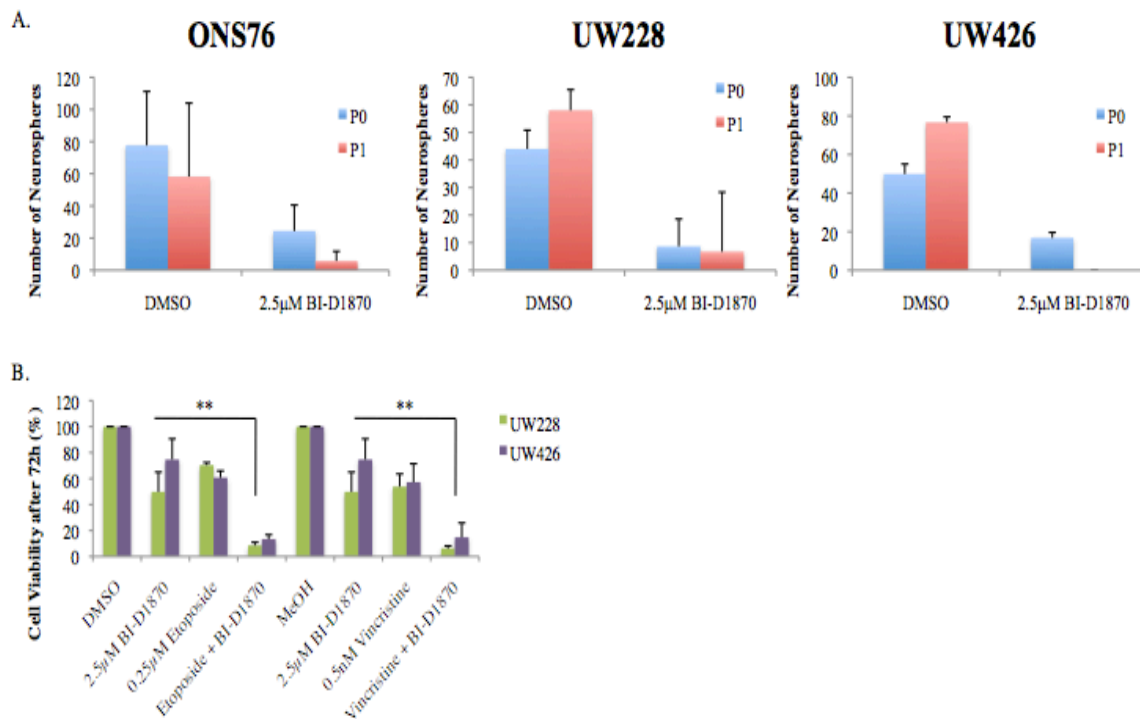 A.
ONS76
UW228
UW426
Number of Neurospheres
120
100
80
60
40
20
0
P0
P1
DMSO
2.5μM BI-D1870
Number of Neurospheres
70
60
50
40
30
20
10
0
P0
P1
DMSO
2.5μM BI-D1870
Number of Neurospheres
100
80
60
40
20
0
P0
P1
DMSO
2.5μM BI-D1870
B.
Cell Viability after 72h (%)
120
100
80
60
40
20
0
**
**
UW228
UW426
DMSO
2.5μM BI-D1870
0.25μM Etoposide
Etoposide + BI-D1870
MeOH
2.5μM BI-D1870
0.5nM Vincristine
Vincristine + BI-D1870